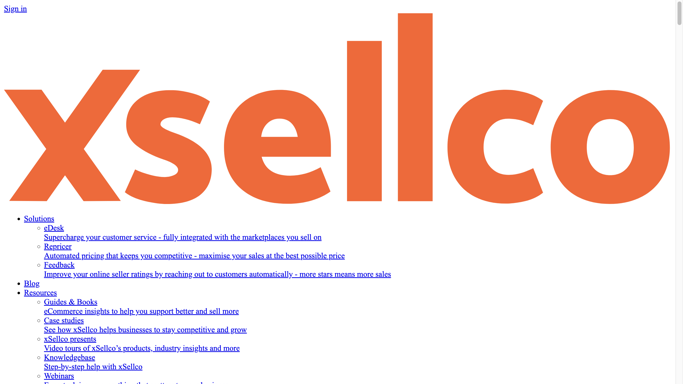 Sign in
xsellco
Solutions
eDesk
Supercharge your customer service - fully integrated with the marketplaces you sell on
Repricer
Automated pricing that keeps you competitive - maximise your sales at the best possible price
Feedback
Improve your online seller ratings by reaching out to customers automatically - more stars means more sales
Blog
Resources
Guides & Books
eCommerce insights to help you support better and sell more
Case studies
See how xSellco helps businesses to stay competitive and grow
xSellco presents
Video tours of xSellco's products, industry insights and more
Knowledgebase
Step-by-step help with xSellco
Webinars